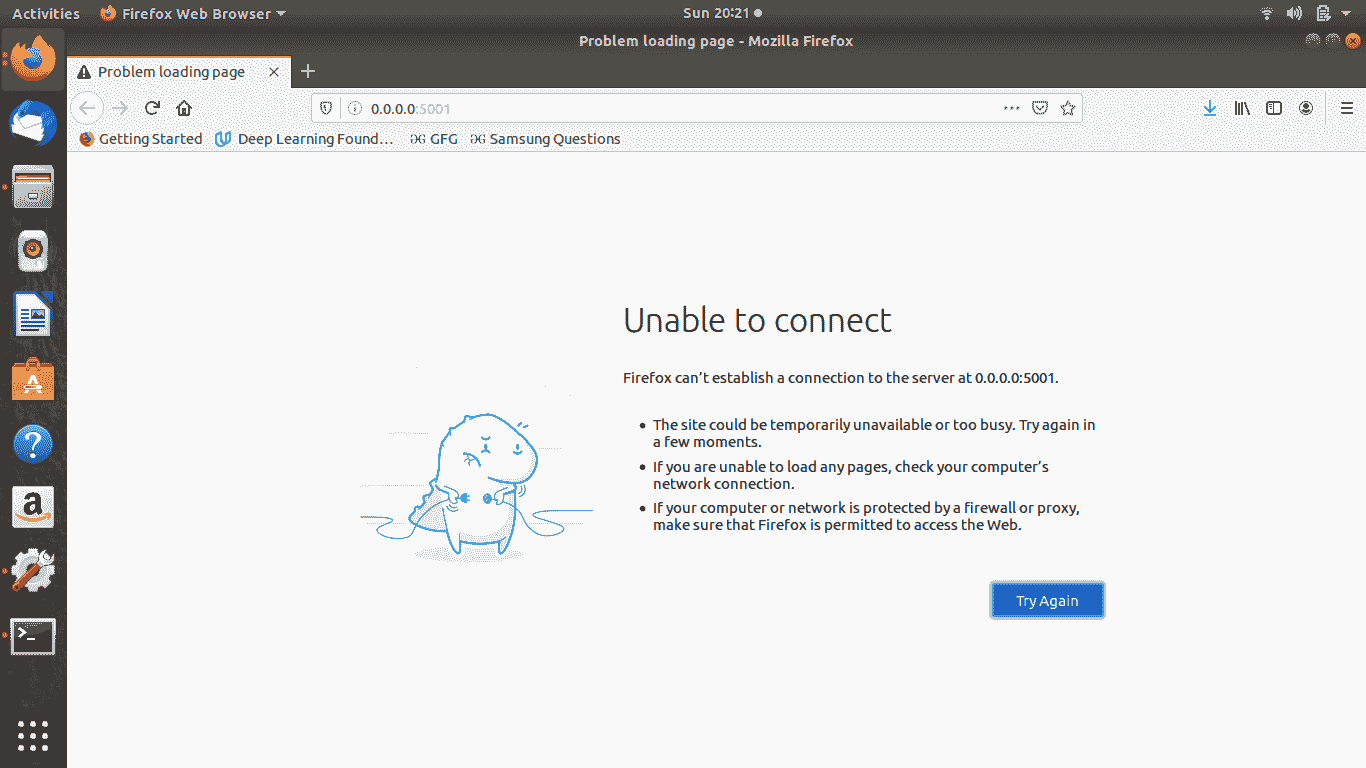 Activities Firefox Web Browser Sun 20:21
Problem loading page - Mozilla Firefox
Problem loading page
0.0.0.0:5001
Getting Started Deep Learning Found... GFG Samsung Questions
Unable to connect
Firefox can’t establish a connection to the server at 0.0.0.0:5001.
The site could be temporarily unavailable or too busy. Try again in
a few moments.
If you are unable to load any pages, check your computer’s
network connection.
If your computer or network is protected by a firewall or proxy,
make sure that Firefox is permitted to access the Web.
Try Again